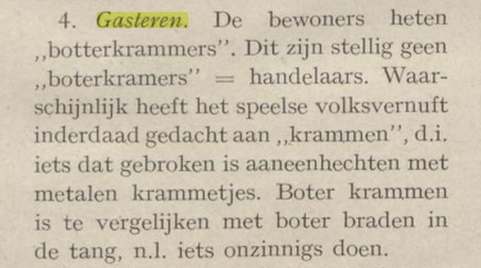 4. Gasteren. De bewoners heten
,,botterkrammers”. Dit zijn stellig geen
,,boterkramers” = handelaars. Waar-
schijnlijk heeft het speelse volksvernuft
inderdaad gedacht aan ,,krammen”, d.i.
iets dat gebroken is aaneenhechten met
metalen krammetjes. Boter krammen
is te vergelijken met boter braden in
de tang, n.l. iets onzinnigs doen.